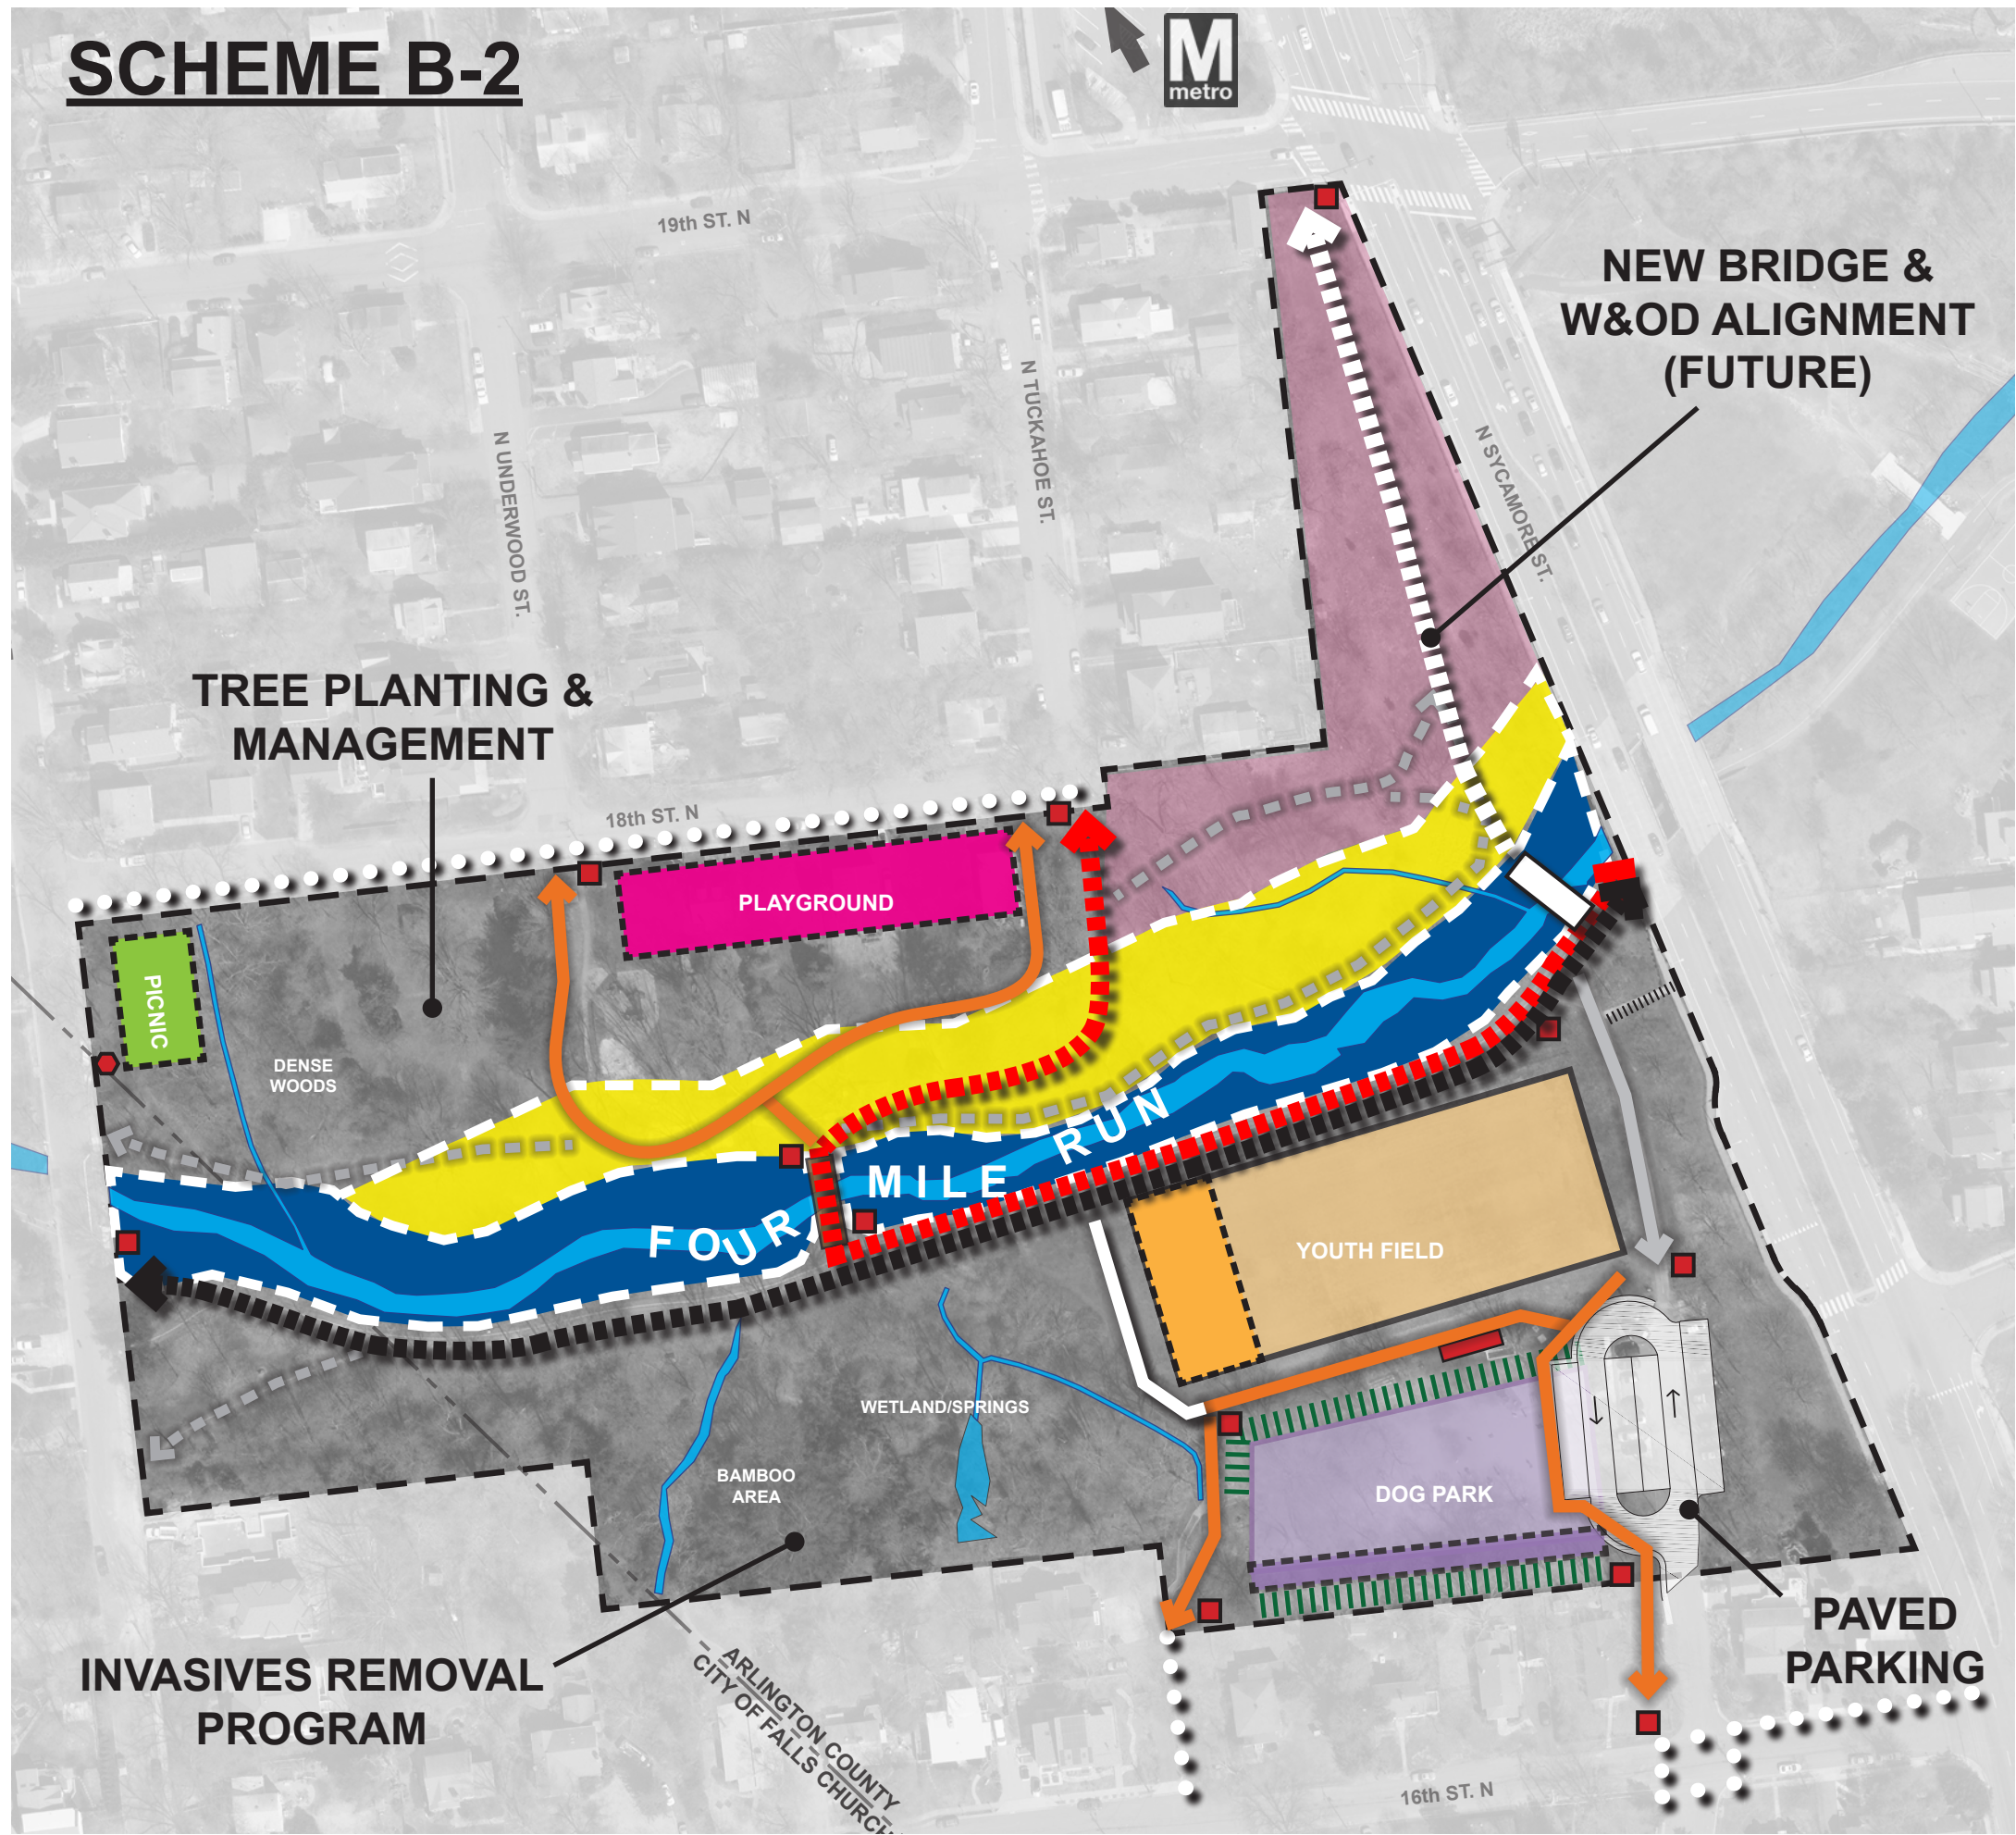 SCHEME B-2
M
metro
19th ST. N
NEW BRIDGE &
W&OD ALIGNMENT
(FUTURE)
N UNDERWOOD ST.
N TUCKAHOE ST.
N SYCAMORE ST.
TREE PLANTING &
MANAGEMENT
18th ST. N
PLAYGROUND
PICNIC
DENSE
WOODS
FOUR MILE RUN
YOUTH FIELD
WETLAND/SPRINGS
BAMBOO
AREA
DOG PARK
PAVED
PARKING
INVASIVES REMOVAL
PROGRAM
ARLINGTON COUNTY
CITY OF FALLS CHURCH
16th ST. N